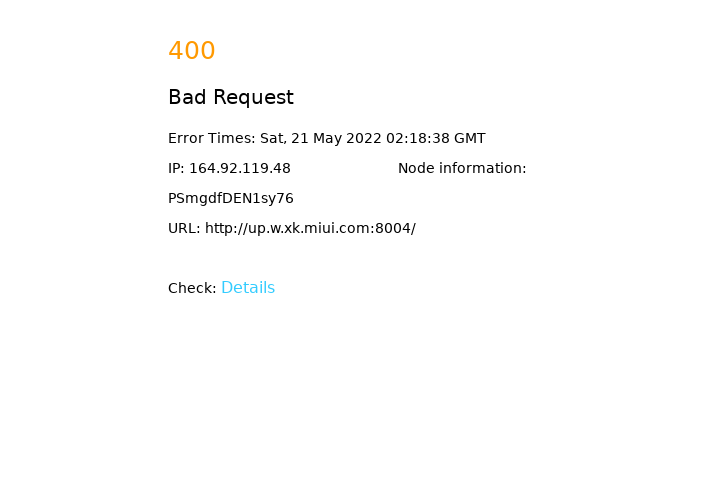 400
Bad Request
Error Times: Sat, 21 May 2022 02:18:38 GMT
IP: 164.92.119.48 Node information:
PSmgdfDEN1sy76
URL: http://up.w.xk.miui.com:8004/
Check: Details